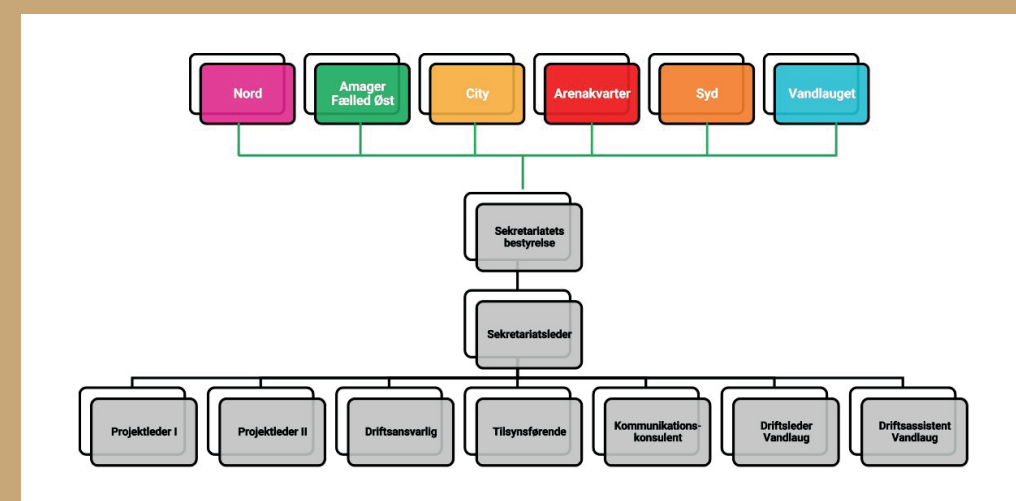 Nord
Amager
Fælled Øst
City
Arenakvarter
Syd
Vandlauget
Sekretariatets
bestyrelse
Sekretariatsleder
Projektleder I
Projektleder II
Driftsansvarlig
Tilsynsførende
Kommunikations-
konsulent
Driftsleder
Vandlaug
Driftsassistent
Vandlaug